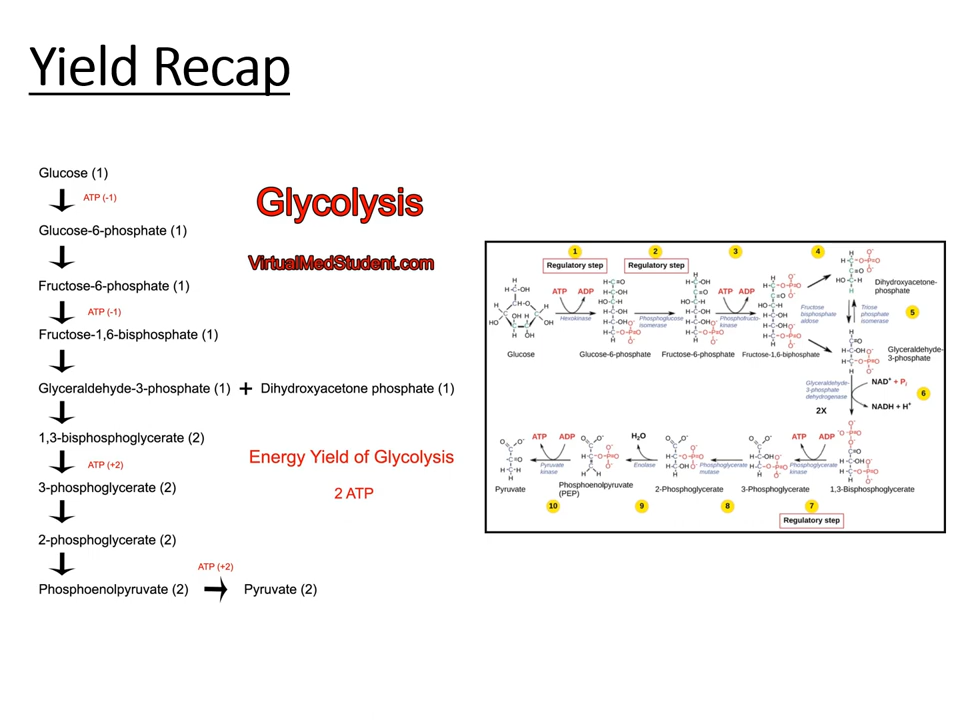 Yield Recap
Glucose (1)
ATP (-1)
Glucose-6-phosphate (1)
Fructose-6-phosphate (1)
ATP (-1)
Fructose-1,6-bisphosphate (1)
Glyceraldehyde-3-phosphate (1) + Dihydroxyacetone phosphate (1)
1,3-bisphosphoglycerate (2)
ATP (+2)
3-phosphoglycerate (2)
2-phosphoglycerate (2)
ATP (+2)
Phosphoenolpyruvate (2)
Pyruvate (2)
Glycolysis
VirtualMedStudent.com
Energy Yield of Glycolysis
2 ATP
1
Regulatory step
2
Regulatory step
3
4
ATP ADP
Hexokinase
Phosphoglucose
isomerase
ATP ADP
Phosphofructo-
kinase
Fructose
bisphosphate
aldose
Glucose
Glucose-6-phosphate
Fructose-6-phosphate
Fructose-1,6-biphosphate
Dihydroxyacetone-
phosphate
Triose
phosphate
isomerase
5
Glyceraldehyde-
3-phosphate
Glyceraldehyde-
3-phosphate
dehydrogenase
NAD+ + Pi
6
NADH + H+
2X
ATP ADP
Pyruvate
kinase
H2O
Enolase
Phosphoglycerate
mutase
ATP ADP
Phosphoglycerate
kinase
Pyruvate
Phosphoenolpyruvate
(PEP)
2-Phosphoglycerate
3-Phosphoglycerate
1,3-Bisphosphoglycerate
10
9
8
7
Regulatory step